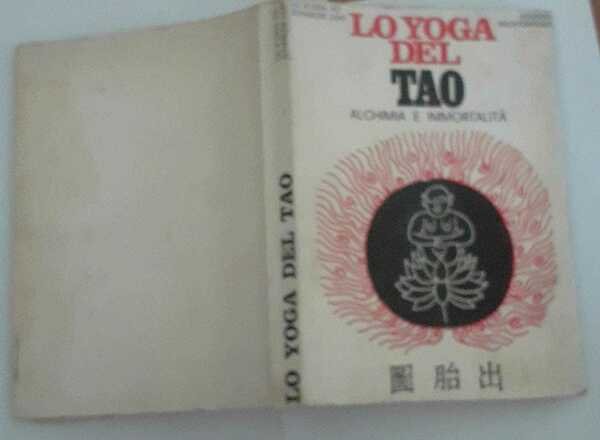 LO YOGA DEL TAO
LO YOGA
DEL
TAO
ALCHIMIA E IMMORTALITÀ
圖 胎 出